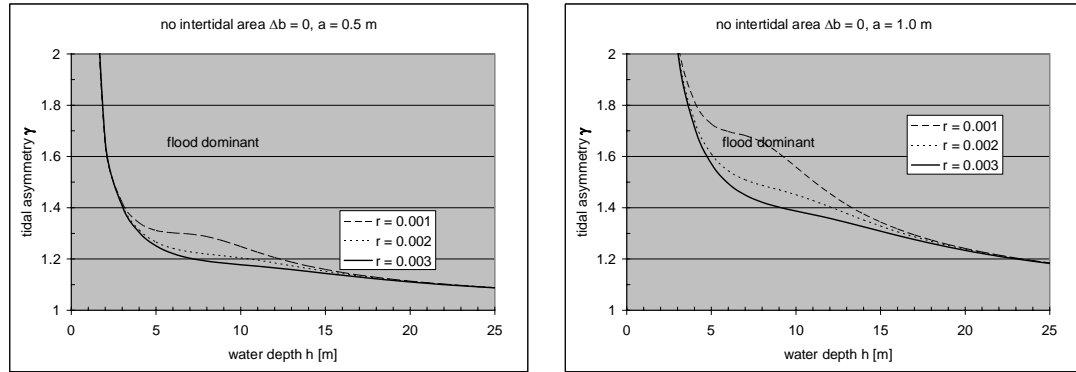 no intertidal area Δb = 0, a = 0.5 m
2
1.8
1.6
1.4
1.2
1
tidal asymmetry γ
flood dominant
r = 0.001
r = 0.002
r = 0.003
0 5 10 15 20 25
water depth h [m]
no intertidal area Δb = 0, a = 1.0 m
2
1.8
1.6
1.4
1.2
1
tidal asymmetry γ
flood dominant
r = 0.001
r = 0.002
r = 0.003
0 5 10 15 20 25
water depth h [m]